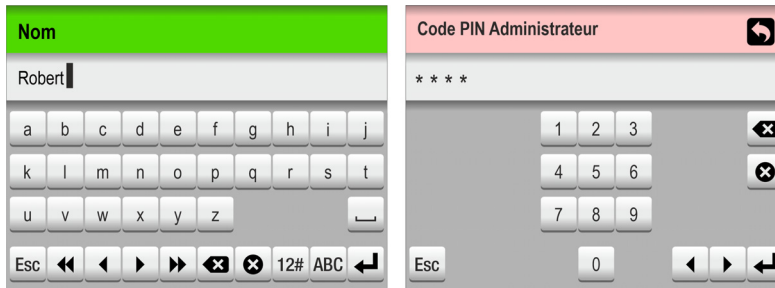 Nom
Robert
a b c d e f g h i j
k l m n o p q r s t
u v w x y z
Esc 12# ABC
Code PIN Administrateur
* * * *
1 2 3
4 5 6
7 8 9
Esc 0